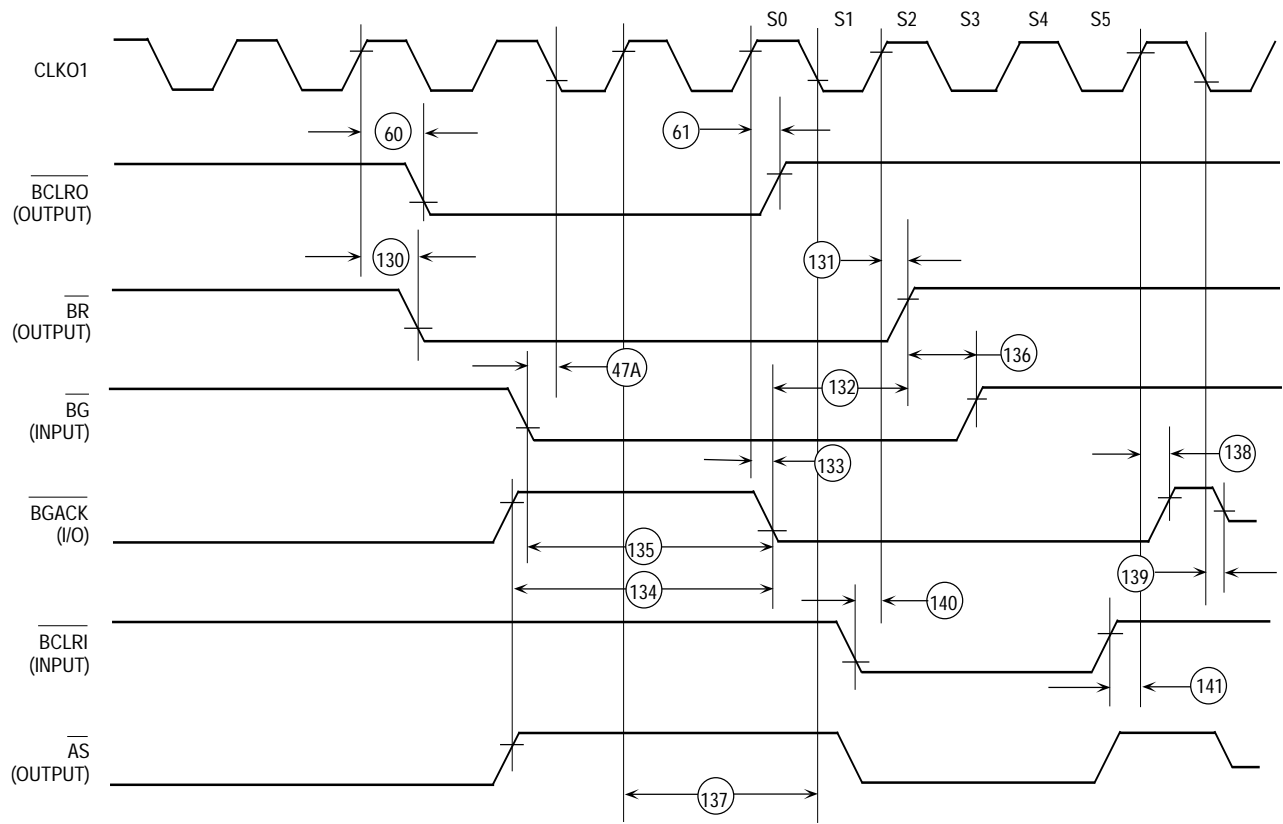 S0 S1 S2 S3 S4 S5
CLKO1
60
61
BCLRO
(OUTPUT)
130
131
BR
(OUTPUT)
136
47A
132
BG
(INPUT)
133
138
BGACK
(I/O)
135
134
139
140
BCLRI
(INPUT)
141
AS
(OUTPUT)
137